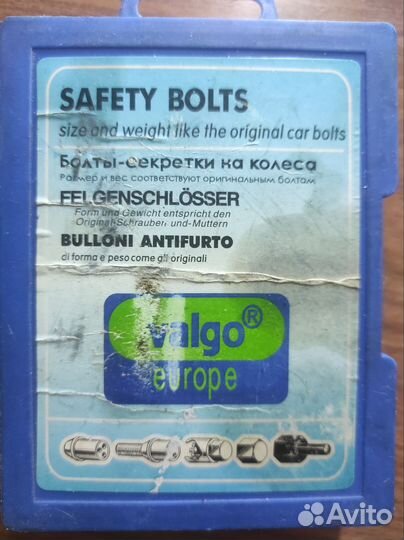 SAFETY BOLTS
size and weight like the original car bolts
Болты-секретки на колеса
Размер и вес соответствуют оригинальным болтам
FELGENSCHLÖSSER
Form und Gewicht entspricht den
Original-Schrauben, und-Muttern
BULLONI ANTIFURTO
di forma e peso come gli originali
valgo®
europe
Avito